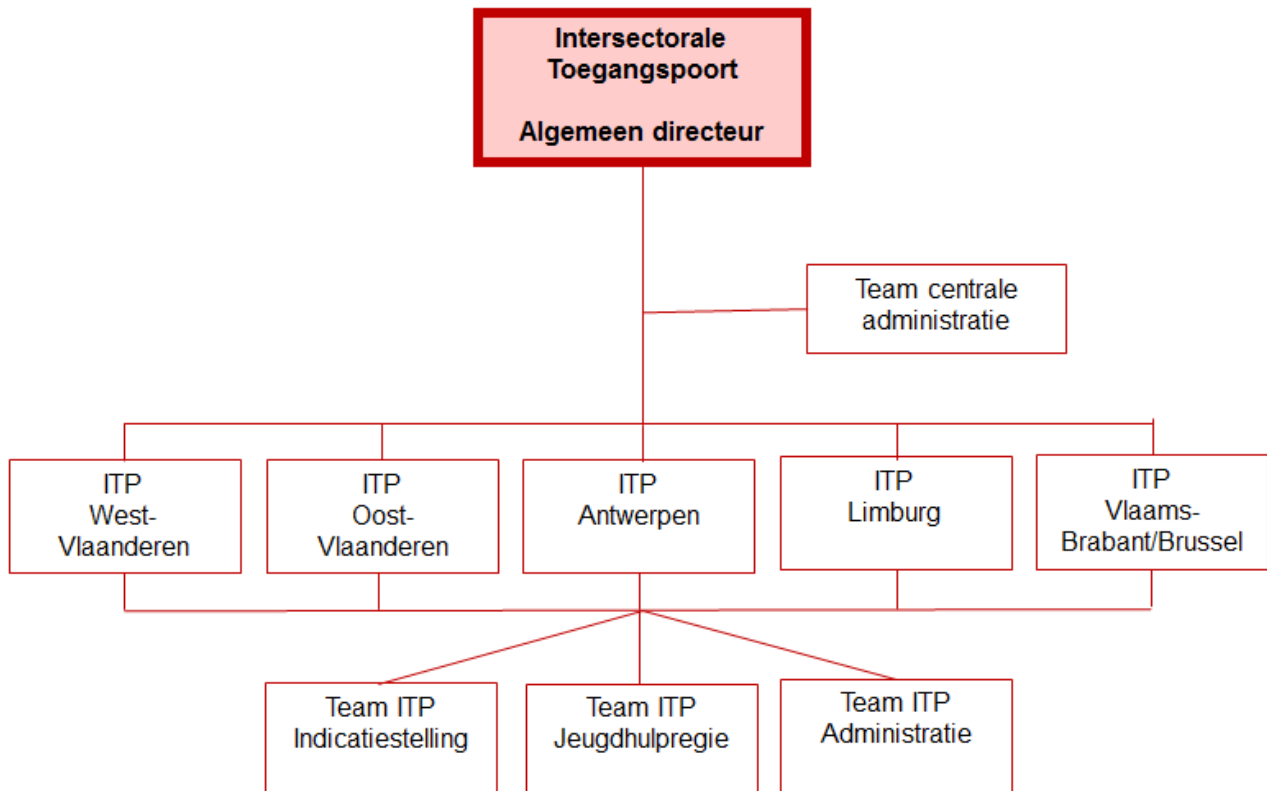 Intersectorale
Toegangspoort
Algemeen directeur
Team centrale
administratie
ITP
West-
Vlaanderen
ITP
Oost-
Vlaanderen
ITP
Antwerpen
ITP
Limburg
ITP
Vlaams-
Brabant/Brussel
Team ITP
Indicatiestelling
Team ITP
Jeugdhulpregie
Team ITP
Administratie